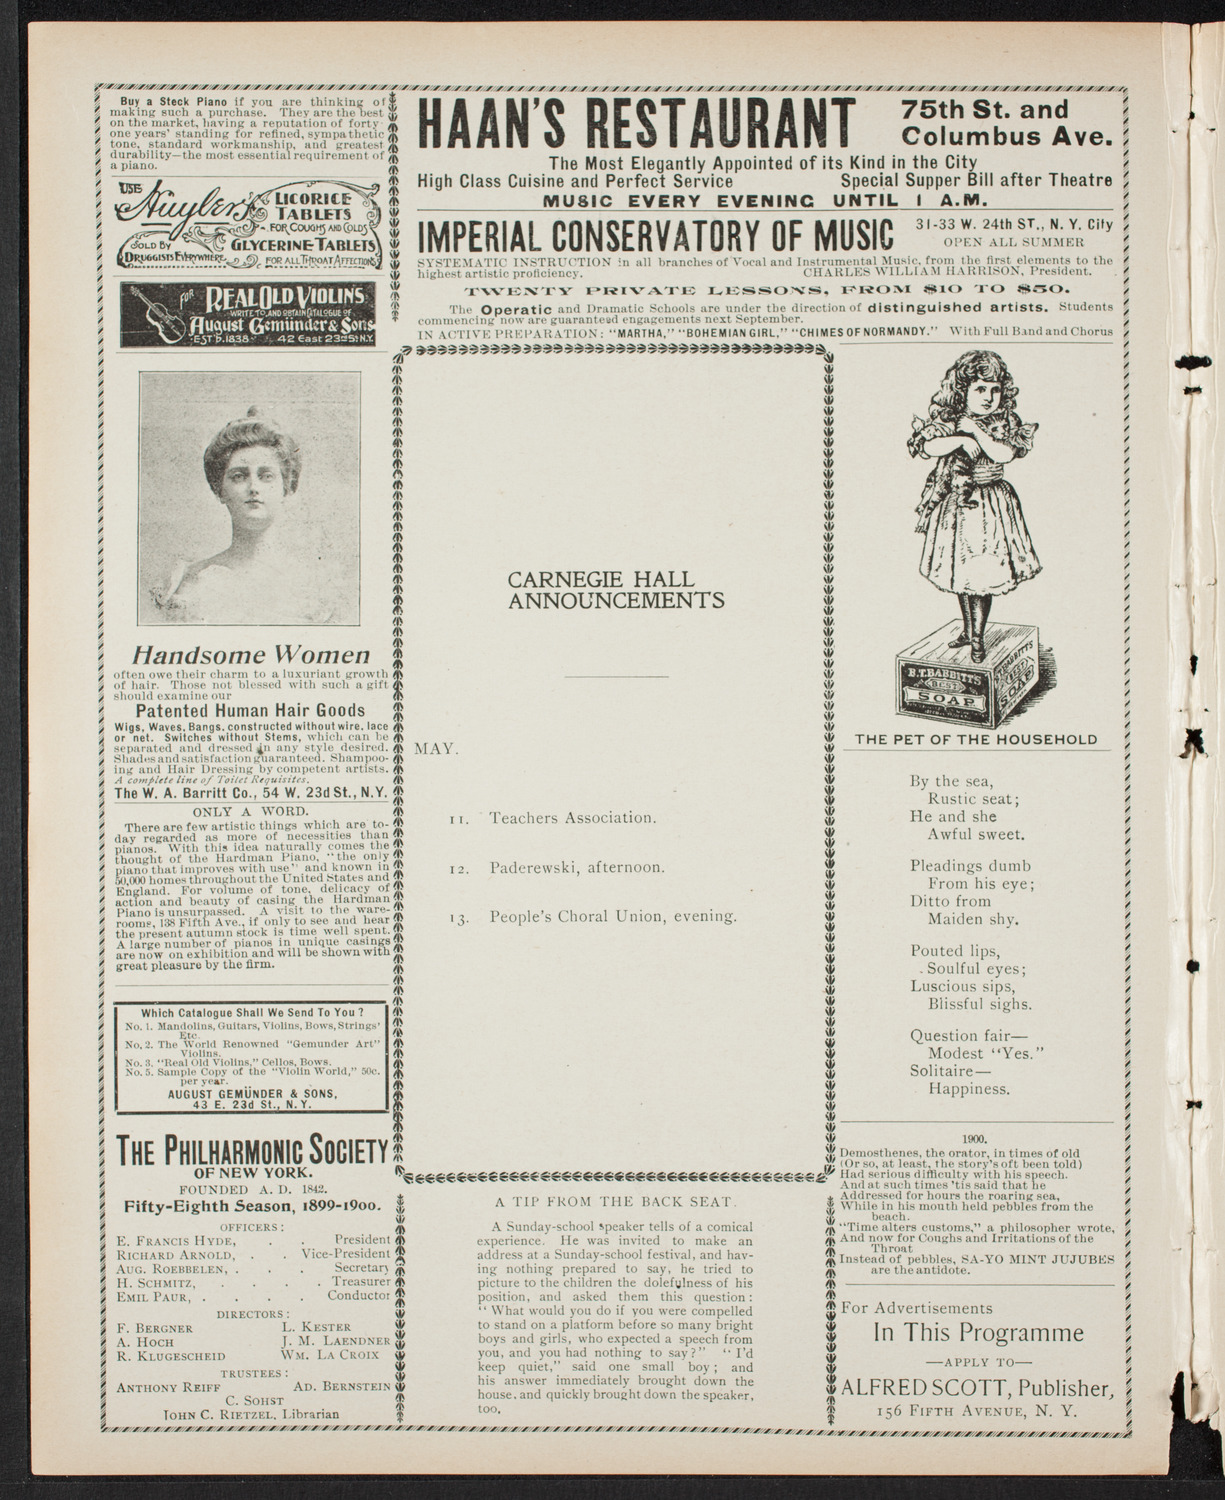 Buy a Steck Piano if you are thinking of
making such a purchase. They are the best
on the market, having a reputation of forty-
one years' standing for refined, sympathetic
tone, standard workmanship, and greatest
durability—the most essential requirement of
a piano.
USE
Huyler's LICORICE
TABLETS
FOR COUGHS AND COLDS
SOLD BY
DRUGGISTS EVERYWHERE
GLYCERINE TABLETS
FOR ALL THROAT AFFECTIONS
FOR REAL OLD VIOLINS
WRITE TO, AND OBTAIN CATALOGUE OF
August Gemünder & Sons
EST'B. 1838 42 East 23rd St. N.Y.
Handsome Women
often owe their charm to a luxuriant growth
of hair. Those not blessed with such a gift
should examine our
Patented Human Hair Goods
Wigs, Waves, Bangs, constructed without wire, lace
or net. Switches without Stems, which can be
separated and dressed in any style desired.
Shades and satisfaction guaranteed. Shampoo-
ing and Hair Dressing by competent artists.
A complete line of Toilet Requisites.
The W. A. Barritt Co., 54 W. 23d St., N.Y.
ONLY A WORD.
There are few artistic things which are to-
day regarded as more of necessities than
pianos. With this idea naturally comes the
thought of the Hardman Piano, "the only
piano that improves with use" and known in
50,000 homes throughout the United States and
England. For volume of tone, delicacy of
action and beauty of casing the Hardman
Piano is unsurpassed. A visit to the ware-
rooms, 138 Fifth Ave., if only to see and hear
the present autumn stock is time well spent.
A large number of pianos in unique casings
are now on exhibition and will be shown with
great pleasure by the firm.
Which Catalogue Shall We Send To You?
No. 1. Mandolins, Guitars, Violins, Bows, Strings'
Etc.
No. 2. The World Renowned "Gemunder Art"
Violins.
No. 3. "Real Old Violins," Cellos, Bows.
No. 5. Sample Copy of the "Violin World," 50c.
per year.
AUGUST GEMÜNDER & SONS,
43 E. 23d St., N. Y.
THE PHILHARMONIC SOCIETY
OF NEW YORK.
FOUNDED A. D. 1842.
Fifty-Eighth Season, 1899-1900.
OFFICERS:
E. FRANCIS HYDE, . . President
RICHARD ARNOLD, . . Vice-President
AUG. ROEBBELEN, . . . Secretary
H. SCHMITZ, . . . . Treasurer
EMIL PAUR, . . . . Conductor
DIRECTORS:
F. BERGNER L. KESTER
A. HOCH J. M. LAENDNER
R. KLUGESCHEID WM. LA CROIX
TRUSTEES:
ANTHONY REIFF AD. BERNSTEIN
C. SOHST
JOHN C. RIETZEL, Librarian
HAAN'S RESTAURANT 75th St. and
Columbus Ave.
The Most Elegantly Appointed of its Kind in the City
High Class Cuisine and Perfect Service Special Supper Bill after Theatre
MUSIC EVERY EVENING UNTIL 1 A.M.
IMPERIAL CONSERVATORY OF MUSIC 31-33 W. 24th ST., N. Y. City
OPEN ALL SUMMER
SYSTEMATIC INSTRUCTION in all branches of Vocal and Instrumental Music, from the first elements to the
highest artistic proficiency. CHARLES WILLIAM HARRISON, President.
TWENTY PRIVATE LESSONS, FROM $10 TO $50.
The Operatic and Dramatic Schools are under the direction of distinguished artists. Students
commencing now are guaranteed engagements next September.
IN ACTIVE PREPARATION: "MARTHA," "BOHEMIAN GIRL," "CHIMES OF NORMANDY." With Full Band and Chorus
CARNEGIE HALL
ANNOUNCEMENTS
MAY.
11. Teachers Association.
12. Paderewski, afternoon.
13. People's Choral Union, evening.
A TIP FROM THE BACK SEAT.
A Sunday-school speaker tells of a comical
experience. He was invited to make an
address at a Sunday-school festival, and hav-
ing nothing prepared to say, he tried to
picture to the children the dolefulness of his
position, and asked them this question:
"What would you do if you were compelled
to stand on a platform before so many bright
boys and girls, who expected a speech from
you, and you had nothing to say?" "I'd
keep quiet," said one small boy; and
his answer immediately brought down the
house, and quickly brought down the speaker,
too.
B.T. BABBITT'S
BEST
SOAP
BABBITT'S
BEST
SOAP
THE PET OF THE HOUSEHOLD
By the sea,
Rustic seat;
He and she
Awful sweet.
Pleadings dumb
From his eye;
Ditto from
Maiden shy.
Pouted lips,
Soulful eyes;
Luscious sips,
Blissful sighs.
Question fair—
Modest "Yes."
Solitaire—
Happiness.
1900.
Demosthenes, the orator, in times of old
(Or so, at least, the story's oft been told)
Had serious difficulty with his speech.
And at such times 'tis said that he
Addressed for hours the roaring sea,
While in his mouth held pebbles from the
beach.
"Time alters customs," a philosopher wrote,
And now for Coughs and Irritations of the
Throat
Instead of pebbles, SA-YO MINT JUJUBES
are the antidote.
For Advertisements
In This Programme
—APPLY TO—
ALFRED SCOTT, Publisher,
156 FIFTH AVENUE, N. Y.